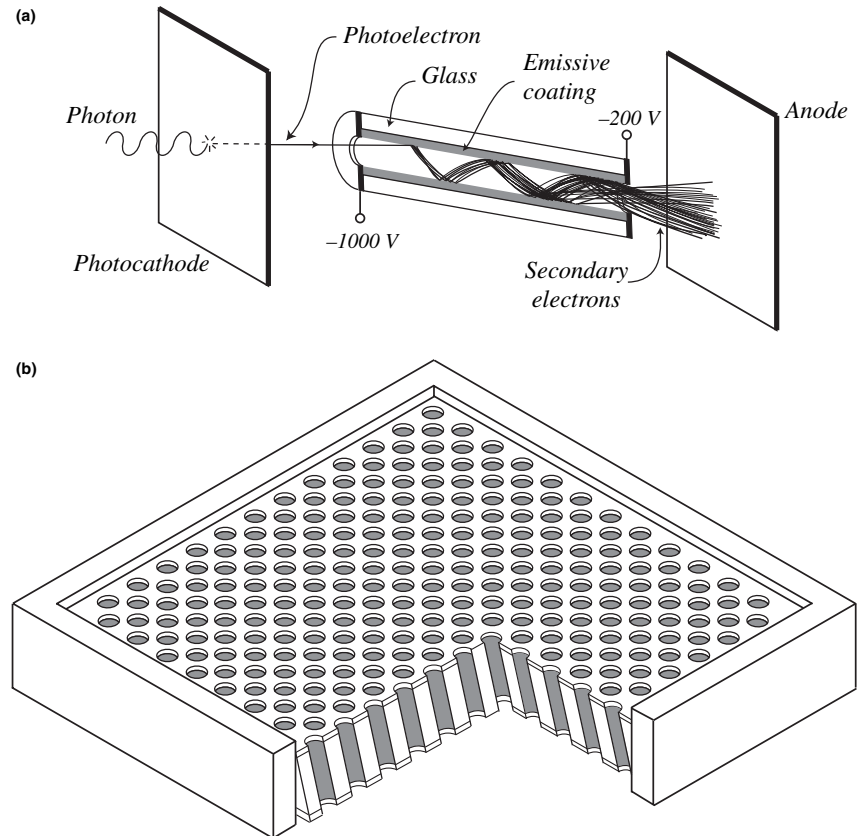 (a)
Photoelectron
Glass
Emissive
coating
Photon
–200 V
Anode
–1000 V
Photocathode
Secondary
electrons
(b)